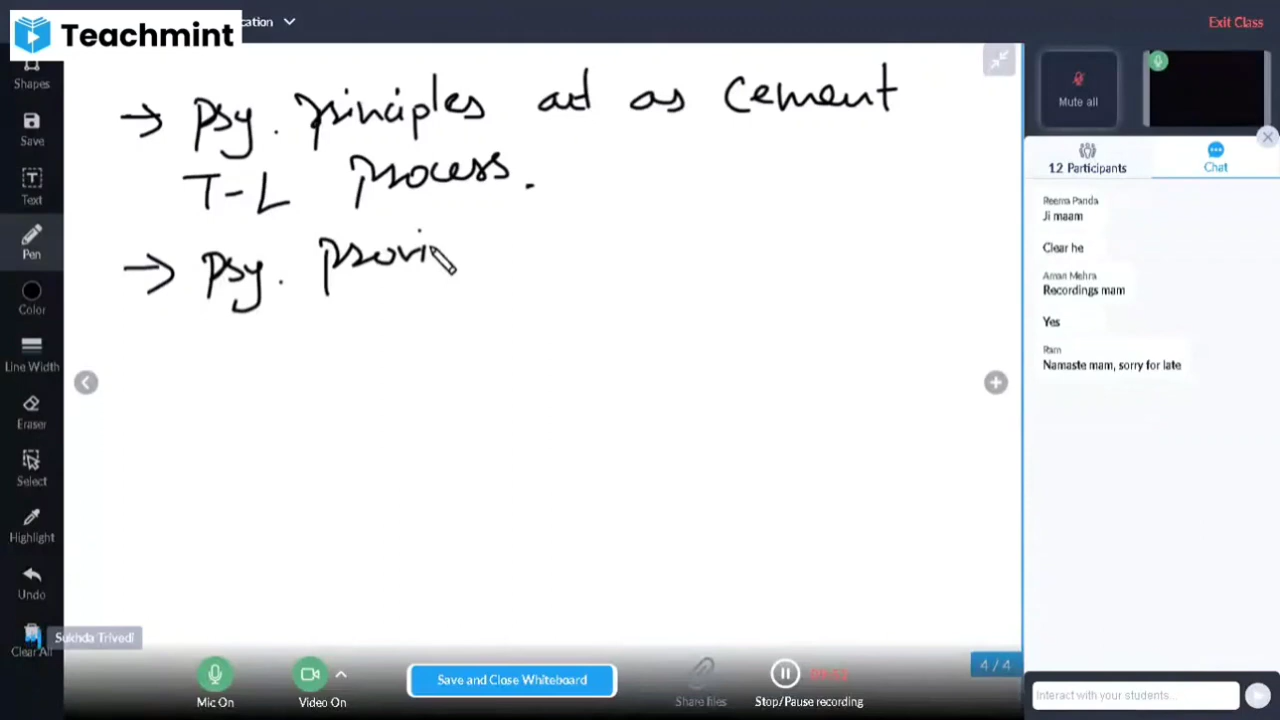 Teachmint
cation
Exit Class
Shapes
Save
Text
Pen
Color
Line Width
Eraser
Select
Highlight
Undo
Clear All
Sukhda Trivedi
→ Psy. principles act as cement
T-L process.
→ Psy. provi
Mic On
Video On
Save and Close Whiteboard
Share files
Stop/Pause recording
4 / 4
Mute all
12 Participants
Chat
Reema Panda
Ji maam
Clear he
Aman Mehra
Recordings mam
Yes
Ram
Namaste mam, sorry for late
Interact with your students...